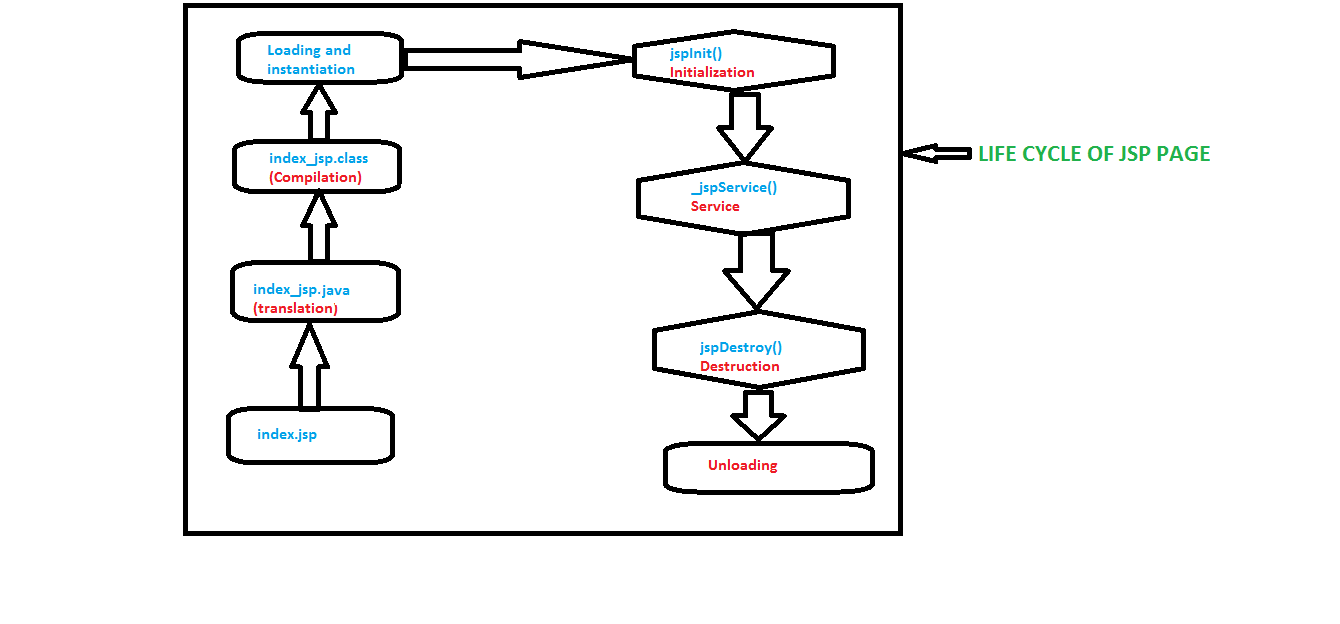 Loading and
instantiation
jspInit()
Initialization
index_jsp.class
(Compilation)
LIFE CYCLE OF JSP PAGE
_jspService()
Service
index_jsp.java
(translation)
jspDestroy()
Destruction
index.jsp
Unloading